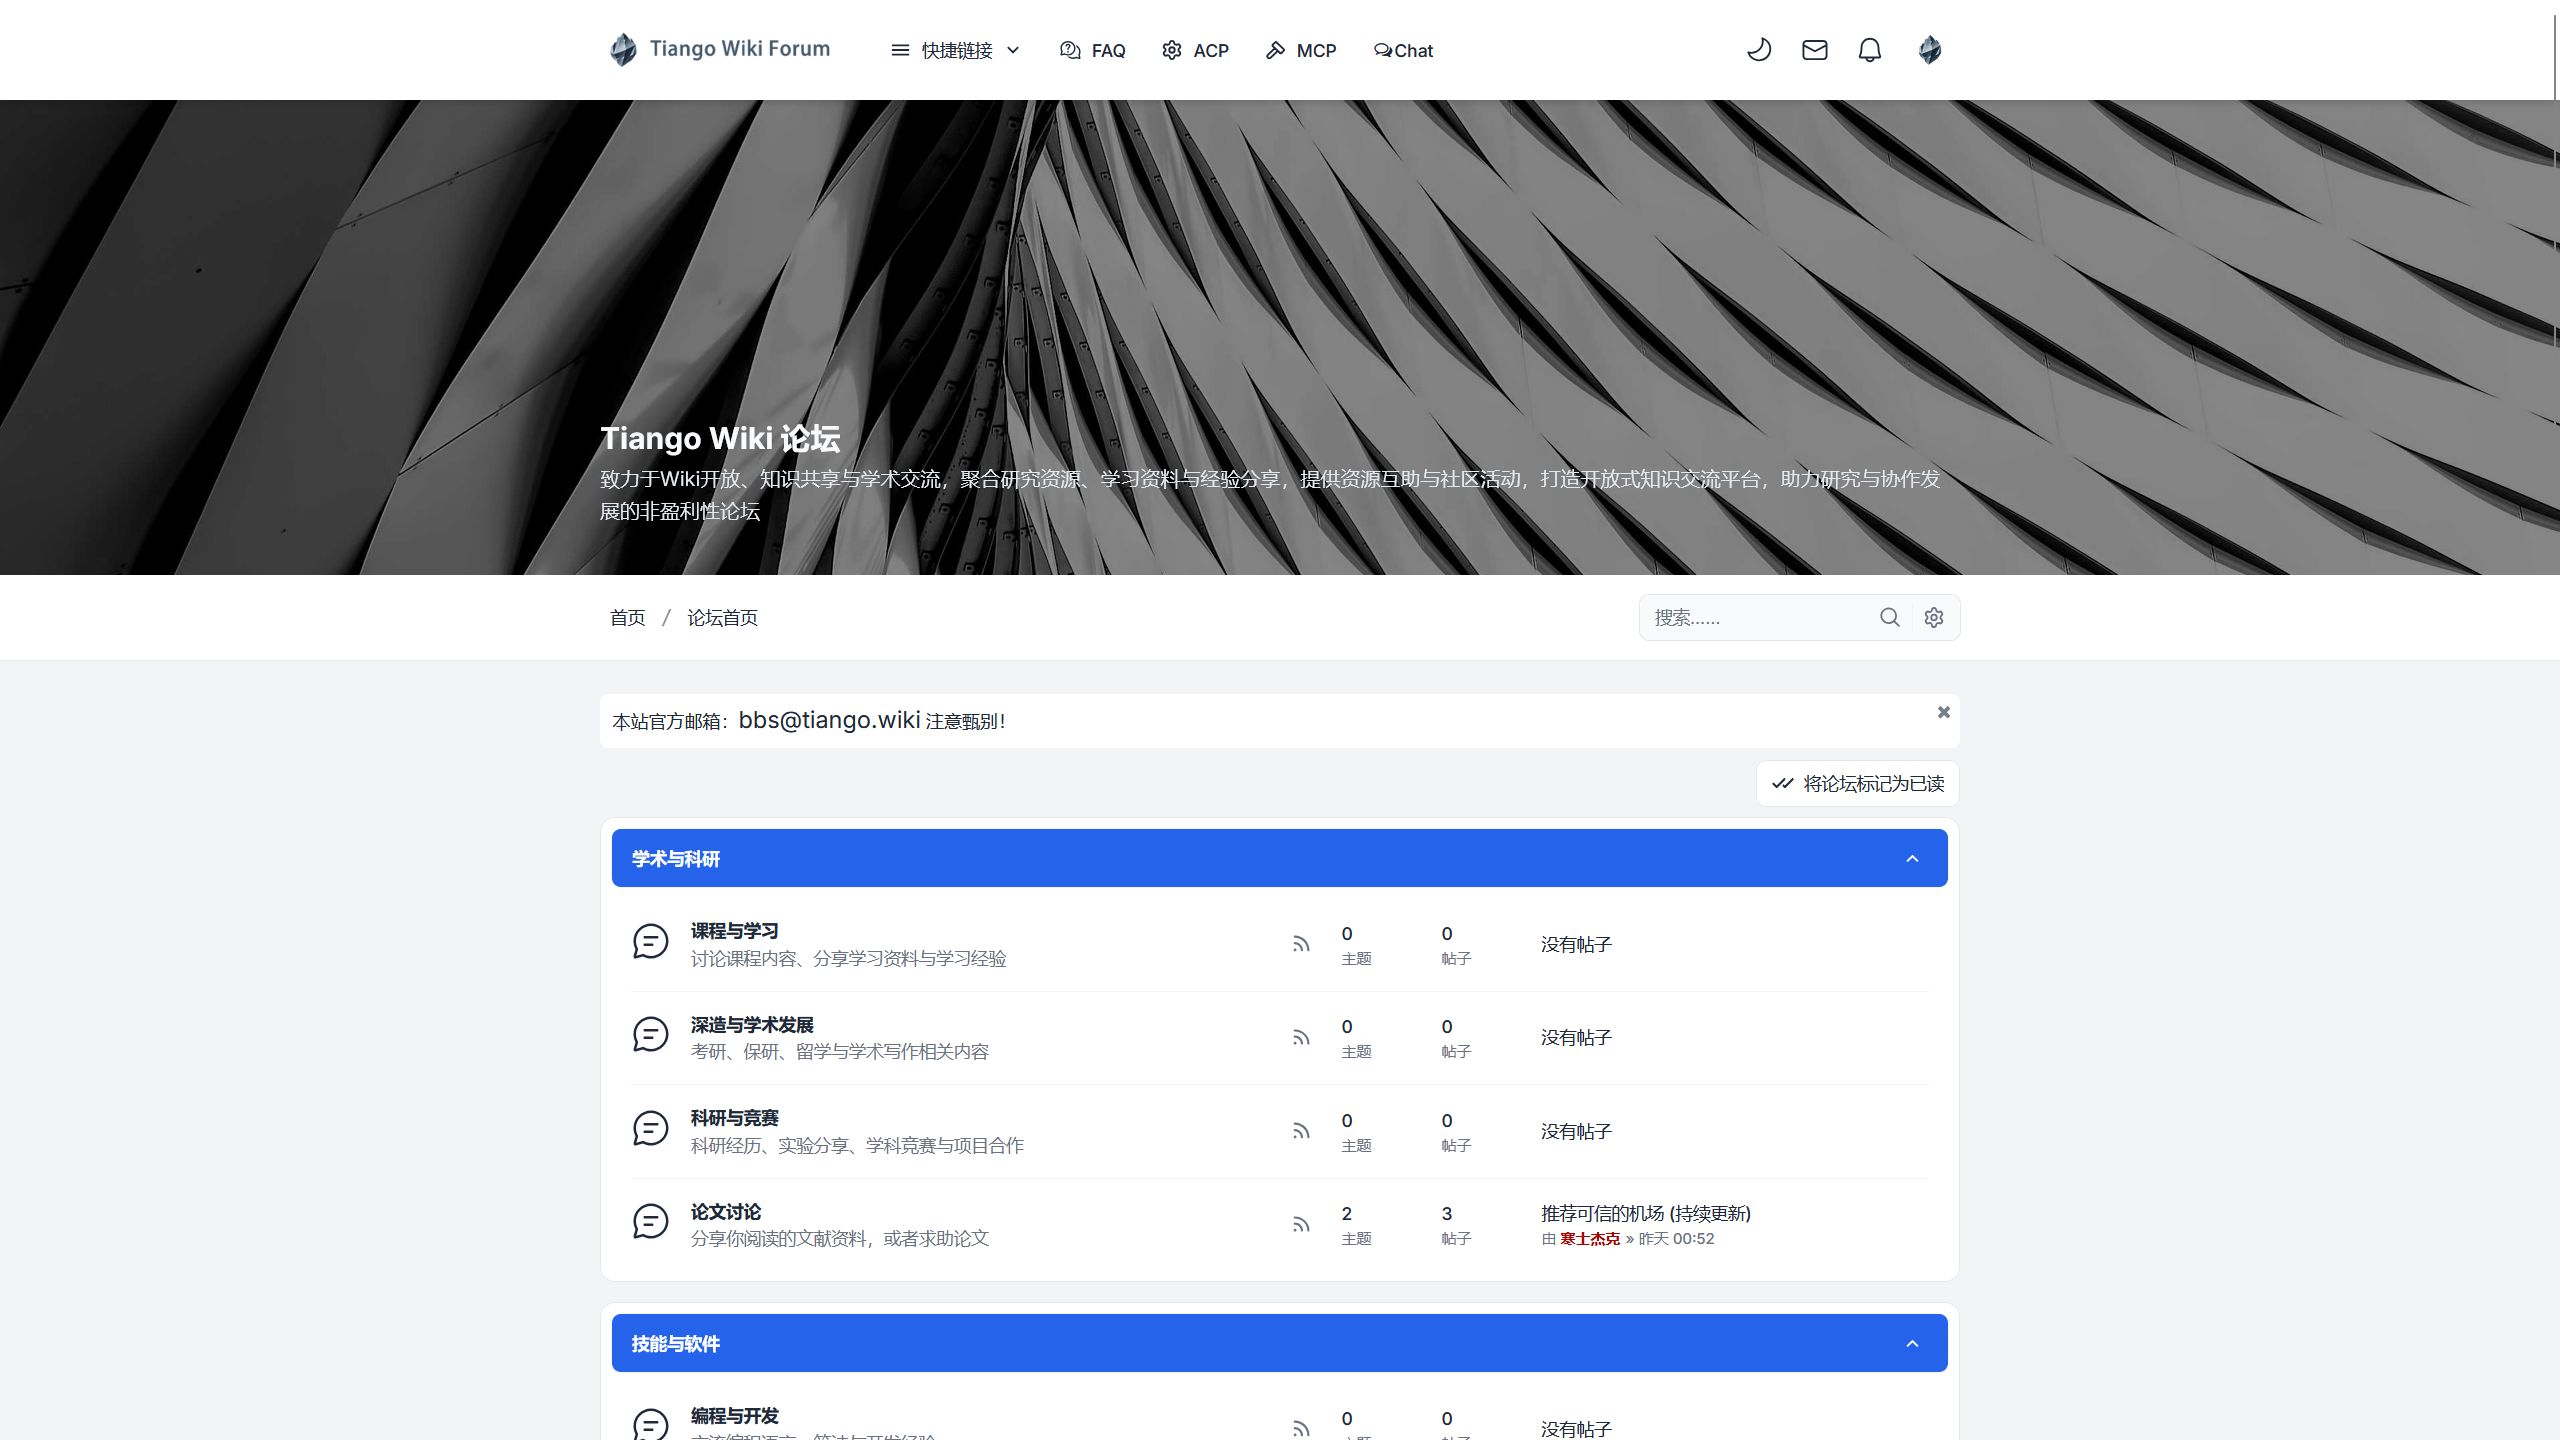 Tiango Wiki Forum
快捷链接
FAQ
ACP
MCP
Chat
Tiango Wiki 论坛
致力于Wiki开放、知识共享与学术交流，聚合研究资源、学习资料与经验分享，提供资源互助与社区活动，打造开放式知识交流平台，助力研究与协作发
展的非盈利性论坛
首页 / 论坛首页
搜索……
本站官方邮箱：bbs@tiango.wiki 注意甄别！
将论坛标记为已读
学术与科研
课程与学习
讨论课程内容、分享学习资料与学习经验
0
主题
0
帖子
没有帖子
深造与学术发展
考研、保研、留学与学术写作相关内容
0
主题
0
帖子
没有帖子
科研与竞赛
科研经历、实验分享、学科竞赛与项目合作
0
主题
0
帖子
没有帖子
论文讨论
分享你阅读的文献资料，或者求助论文
2
主题
3
帖子
推荐可信的机场 (持续更新)
由 寒士杰克 » 昨天 00:52
技能与软件
编程与开发
0
0
没有帖子